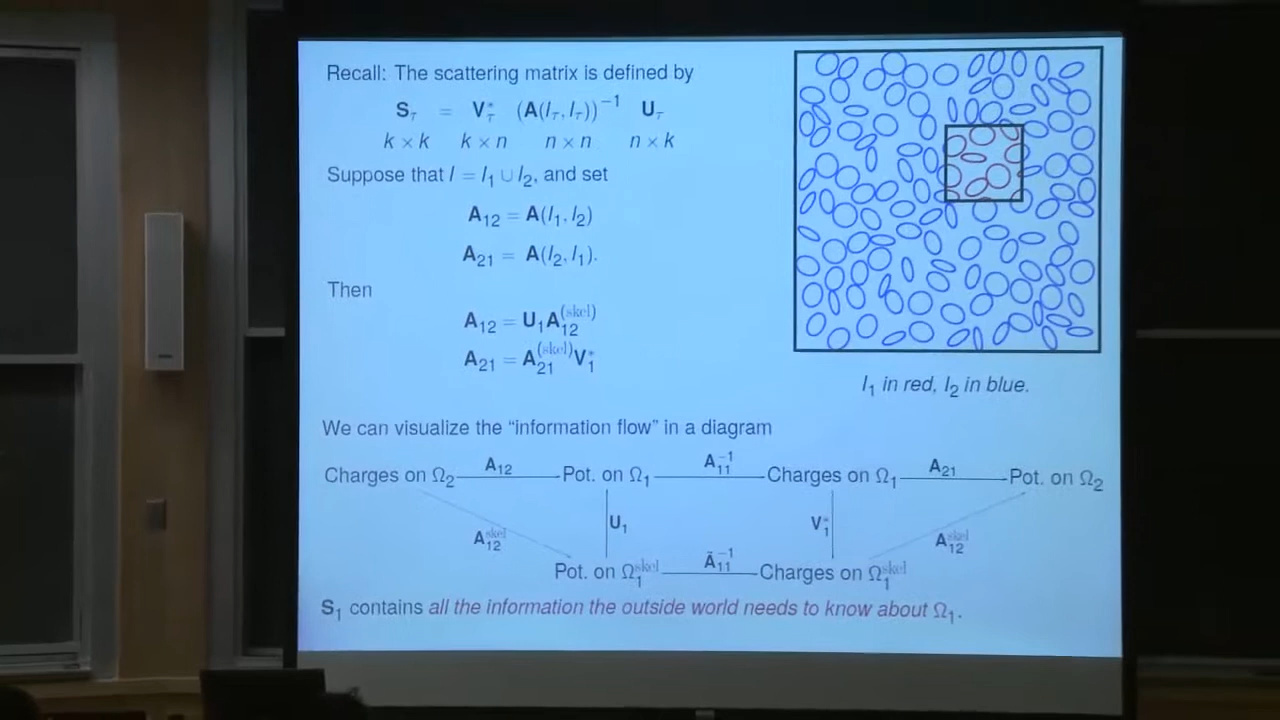 Recall: The scattering matrix is defined by
S_τ = V_τ^* (A(I_τ, I_τ))^{-1} U_τ
k × k k × n n × n n × k
Suppose that I = I_1 ∪ I_2, and set
A_12 = A(I_1, I_2)
A_21 = A(I_2, I_1).
Then
A_12 = U_1 A_12^(skel)
A_21 = A_21^(skel) V_1^*
I_1 in red, I_2 in blue.
We can visualize the “information flow” in a diagram
Charges on Ω_2 A_12 Pot. on Ω_1 A_11^{-1} Charges on Ω_1 A_21 Pot. on Ω_2
A_12^skel U_1 V_1^* A_12^skel
Pot. on Ω_1^skel Ã_11^{-1} Charges on Ω_1^skel
S_1 contains all the information the outside world needs to know about Ω_1.